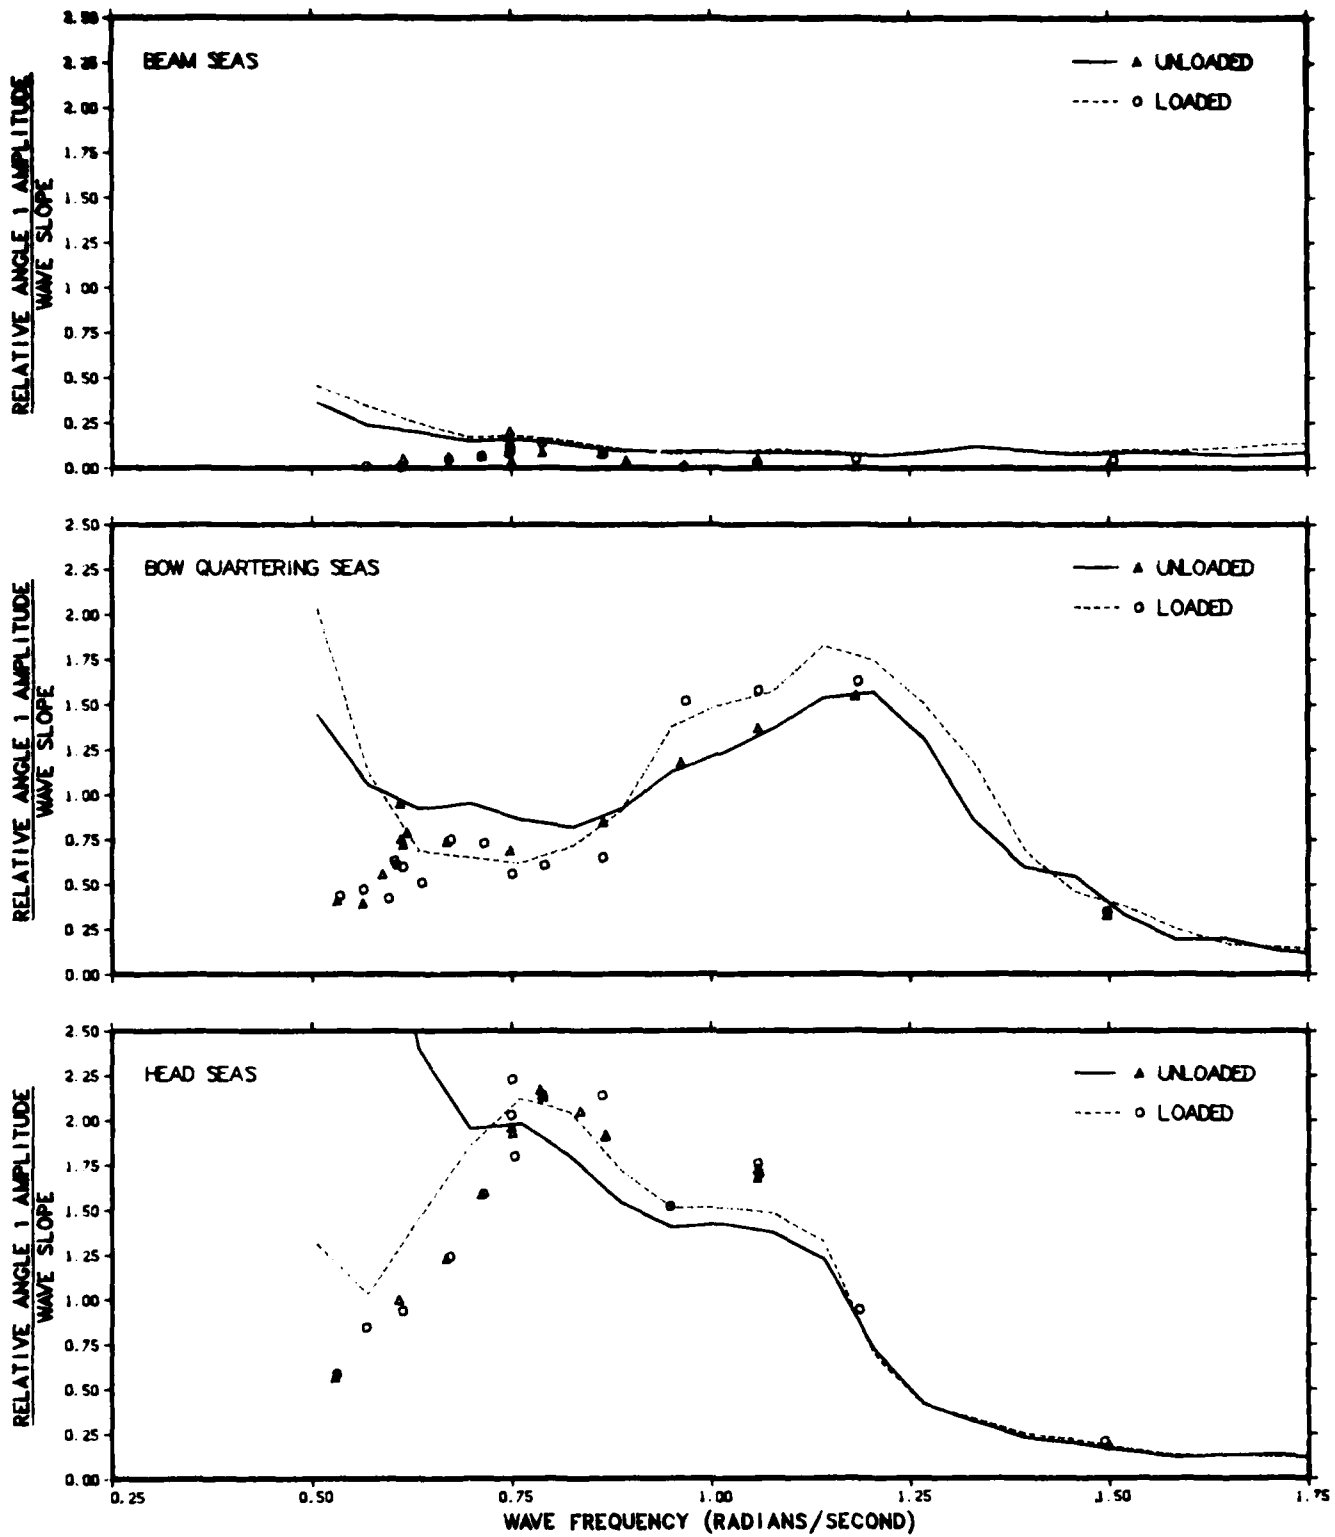 2.50
2.25
2.00
1.75
1.50
1.25
1.00
0.75
0.50
0.25
0.00
RELATIVE ANGLE 1 AMPLITUDE
WAVE SLOPE
BEAM SEAS
UNLOADED
LOADED
2.50
2.25
2.00
1.75
1.50
1.25
1.00
0.75
0.50
0.25
0.00
RELATIVE ANGLE 1 AMPLITUDE
WAVE SLOPE
BOW QUARTERING SEAS
UNLOADED
LOADED
2.50
2.25
2.00
1.75
1.50
1.25
1.00
0.75
0.50
0.25
0.00
RELATIVE ANGLE 1 AMPLITUDE
WAVE SLOPE
HEAD SEAS
UNLOADED
LOADED
0.25 0.50 0.75 1.00 1.25 1.50 1.75
WAVE FREQUENCY (RADIANS/SECOND)